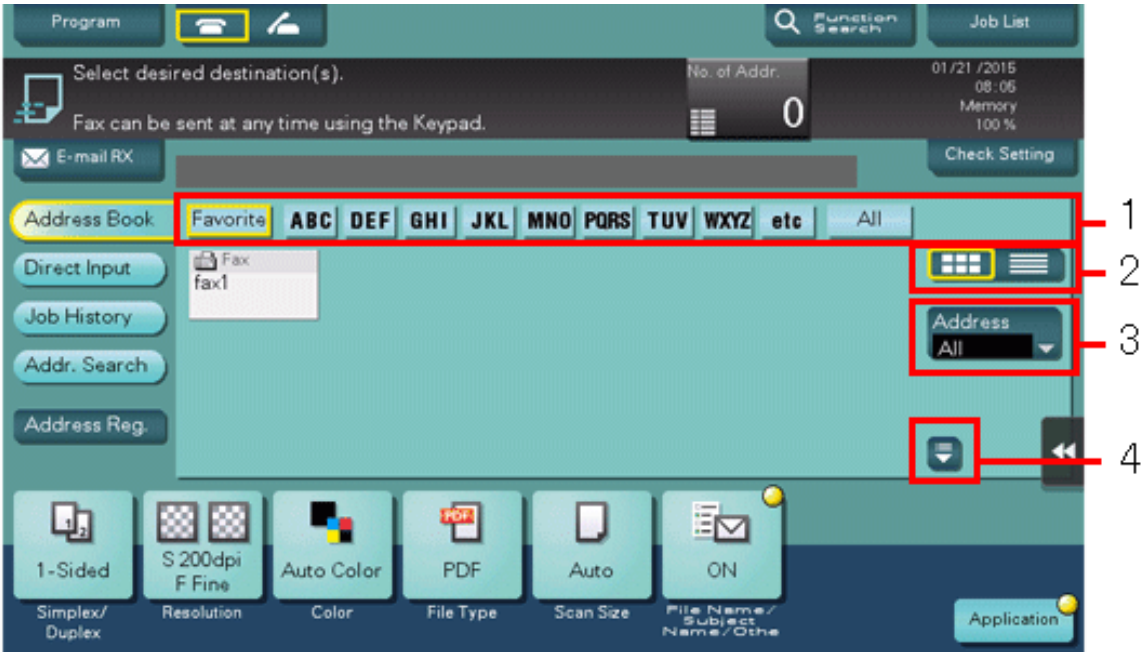 Program
Function
Search
Job List
Select desired destination(s).
No. of Addr.
01/21 /2015
08:05
Fax can be sent at any time using the Keypad.
0
Memory
100 %
E-mail RX
Check Setting
Address Book
Favorite ABC DEF GHI JKL MNO PQRS TUV WXYZ etc All
1
Direct Input
Fax
fax1
2
Job History
Address
All
3
Addr. Search
Address Reg.
4
1 2
PDF
1-Sided
S 200dpi
F Fine
Auto Color
PDF
Auto
ON
Simplex/
Duplex
Resolution
Color
File Type
Scan Size
File Name/
Subject
Name/Othe
Application